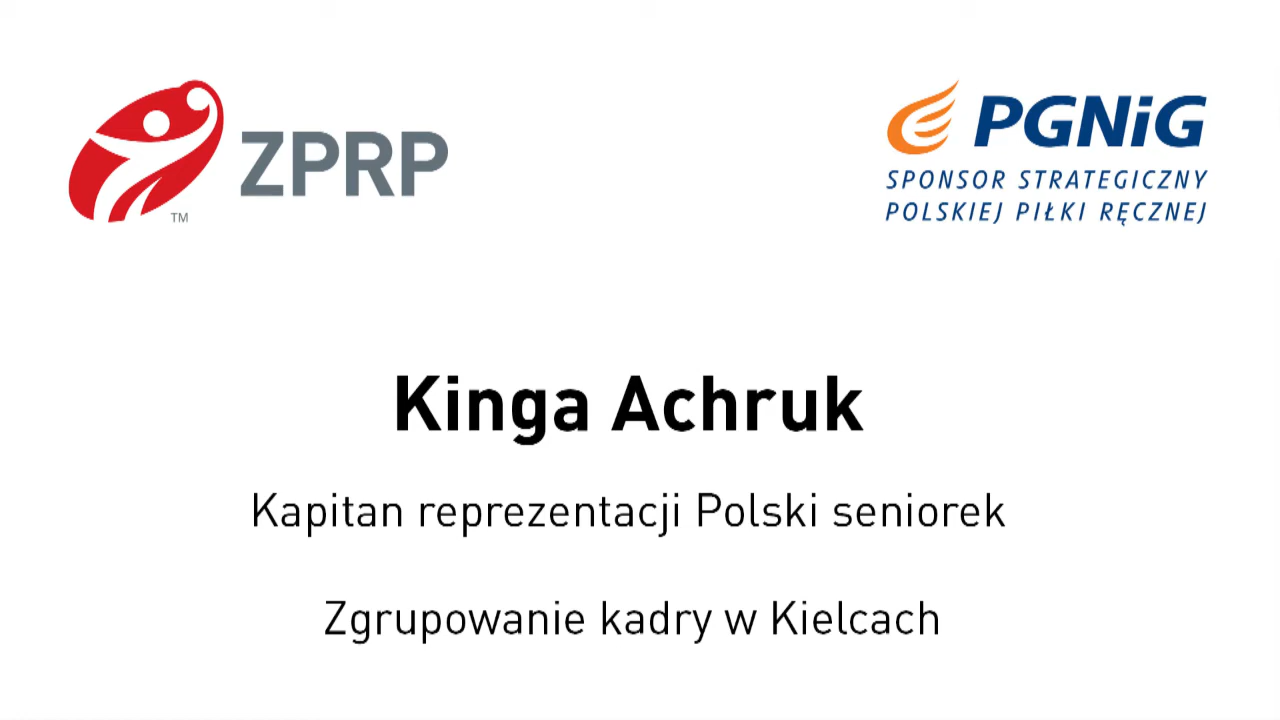 ZPRP
TM
PGNiG
SPONSOR STRATEGICZNY
POLSKIEJ PIŁKI RĘCZNEJ
Kinga Achruk
Kapitan reprezentacji Polski seniorek
Zgrupowanie kadry w Kielcach